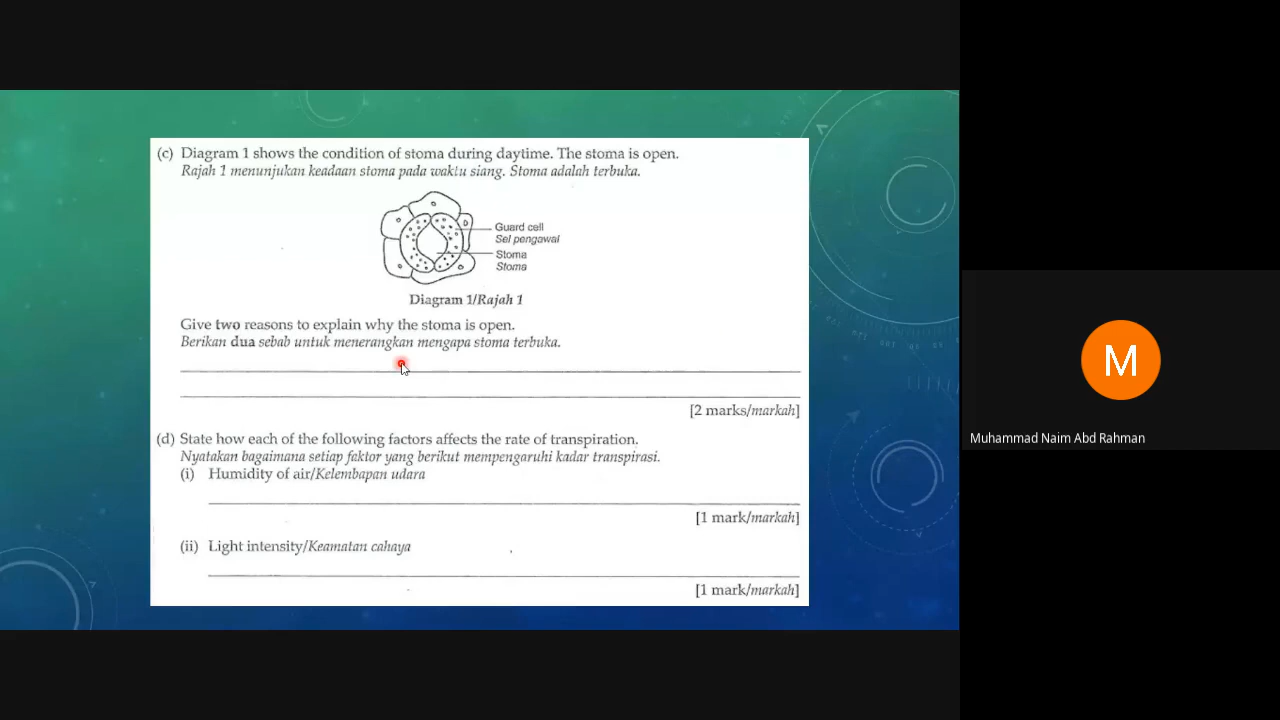 (c) Diagram 1 shows the condition of stoma during daytime. The stoma is open.
Rajah 1 menunjukan keadaan stoma pada waktu siang. Stoma adalah terbuka.
Guard cell
Sel pengawal
Stoma
Stoma
Diagram 1/Rajah 1
Give two reasons to explain why the stoma is open.
Berikan dua sebab untuk menerangkan mengapa stoma terbuka.
[2 marks/markah]
(d) State how each of the following factors affects the rate of transpiration.
Nyatakan bagaimana setiap faktor yang berikut mempengaruhi kadar transpirasi.
(i) Humidity of air/Kelembapan udara
[1 mark/markah]
(ii) Light intensity/Keamatan cahaya
[1 mark/markah]
M
Muhammad Naim Abd Rahman